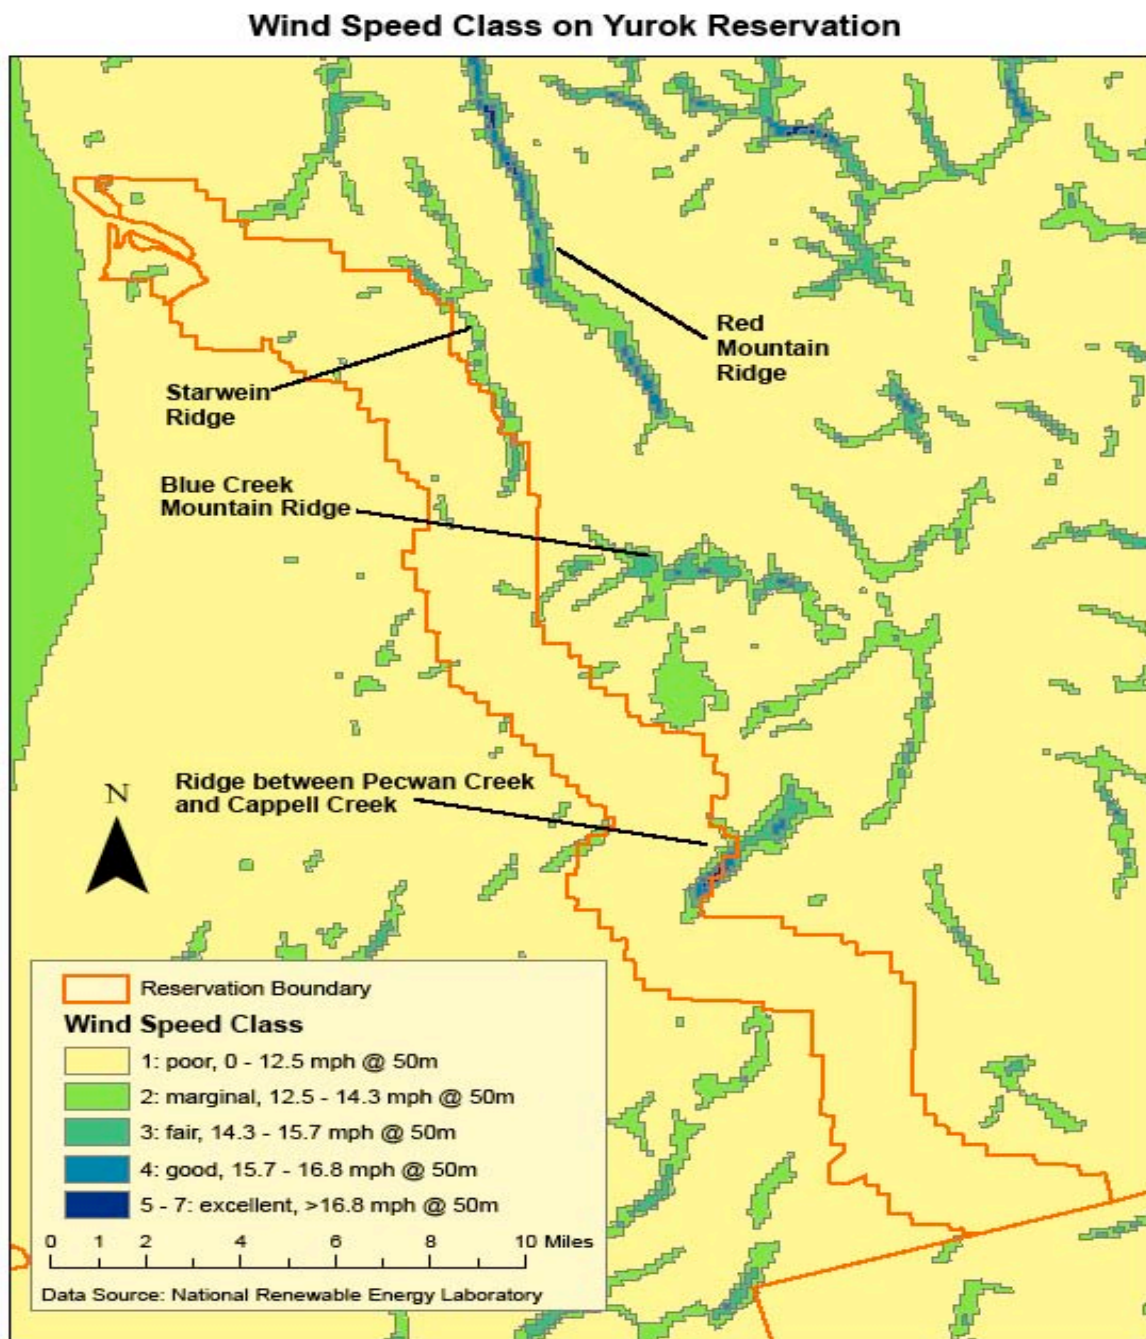 Wind Speed Class on Yurok Reservation
Red
Mountain
Ridge
Starwein
Ridge
Blue Creek
Mountain Ridge
Ridge between Pecwan Creek
and Cappell Creek
N
Reservation Boundary
Wind Speed Class
1: poor, 0 - 12.5 mph @ 50m
2: marginal, 12.5 - 14.3 mph @ 50m
3: fair, 14.3 - 15.7 mph @ 50m
4: good, 15.7 - 16.8 mph @ 50m
5 - 7: excellent, >16.8 mph @ 50m
0 1 2 4 6 8 10 Miles
Data Source: National Renewable Energy Laboratory